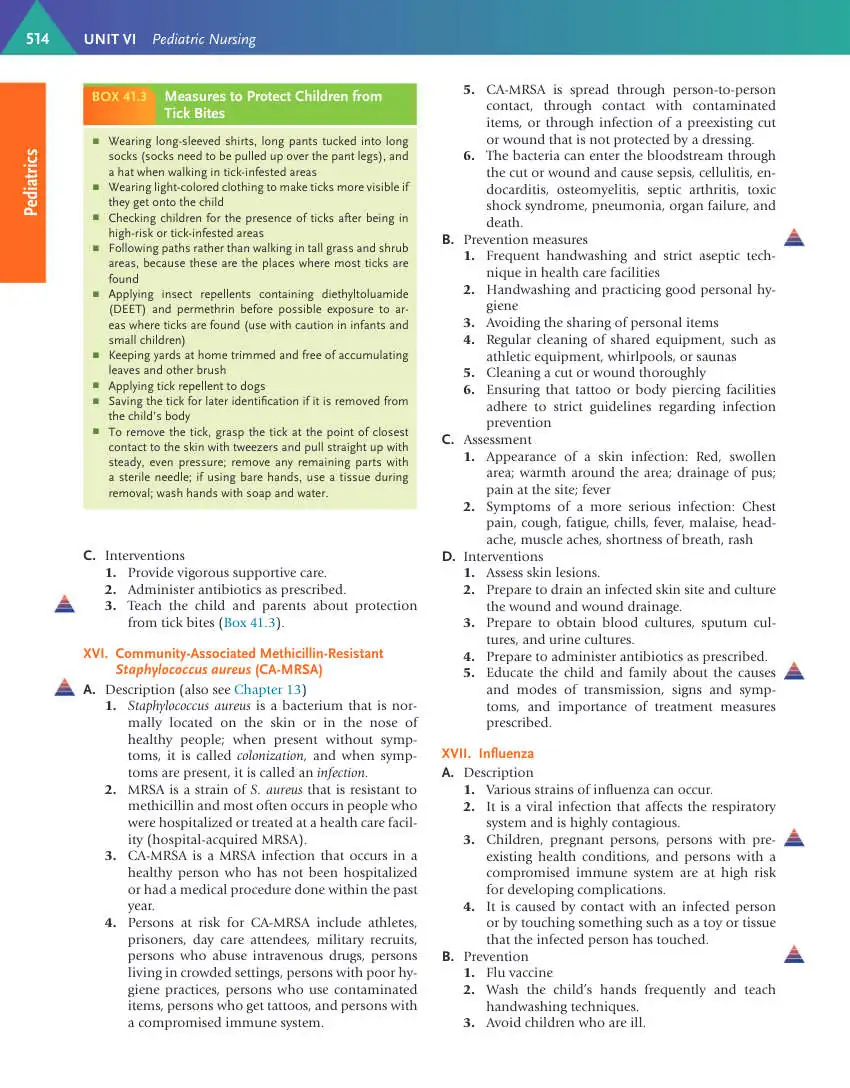 514 UNIT VI Pediatric Nursing
Pediatrics
BOX 41.3 Measures to Protect Children from
Tick Bites
■ Wearing long-sleeved shirts, long pants tucked into long
socks (socks need to be pulled up over the pant legs), and
a hat when walking in tick-infested areas
■ Wearing light-colored clothing to make ticks more visible if
they get onto the child
■ Checking children for the presence of ticks after being in
high-risk or tick-infested areas
■ Following paths rather than walking in tall grass and shrub
areas, because these are the places where most ticks are
found
■ Applying insect repellents containing diethyltoluamide
(DEET) and permethrin before possible exposure to ar-
eas where ticks are found (use with caution in infants and
small children)
■ Keeping yards at home trimmed and free of accumulating
leaves and other brush
■ Applying tick repellent to dogs
■ Saving the tick for later identification if it is removed from
the child's body
■ To remove the tick, grasp the tick at the point of closest
contact to the skin with tweezers and pull straight up with
steady, even pressure; remove any remaining parts with
a sterile needle; if using bare hands, use a tissue during
removal; wash hands with soap and water.
C. Interventions
1. Provide vigorous supportive care.
2. Administer antibiotics as prescribed.
3. Teach the child and parents about protection
from tick bites (Box 41.3).
XVI. Community-Associated Methicillin-Resistant
Staphylococcus aureus (CA-MRSA)
A. Description (also see Chapter 13)
1. Staphylococcus aureus is a bacterium that is nor-
mally located on the skin or in the nose of
healthy people; when present without symp-
toms, it is called colonization, and when symp-
toms are present, it is called an infection.
2. MRSA is a strain of S. aureus that is resistant to
methicillin and most often occurs in people who
were hospitalized or treated at a health care facil-
ity (hospital-acquired MRSA).
3. CA-MRSA is a MRSA infection that occurs in a
healthy person who has not been hospitalized
or had a medical procedure done within the past
year.
4. Persons at risk for CA-MRSA include athletes,
prisoners, day care attendees, military recruits,
persons who abuse intravenous drugs, persons
living in crowded settings, persons with poor hy-
giene practices, persons who use contaminated
items, persons who get tattoos, and persons with
a compromised immune system.
5. CA-MRSA is spread through person-to-person
contact, through contact with contaminated
items, or through infection of a preexisting cut
or wound that is not protected by a dressing.
6. The bacteria can enter the bloodstream through
the cut or wound and cause sepsis, cellulitis, en-
docarditis, osteomyelitis, septic arthritis, toxic
shock syndrome, pneumonia, organ failure, and
death.
B. Prevention measures
1. Frequent handwashing and strict aseptic tech-
nique in health care facilities
2. Handwashing and practicing good personal hy-
giene
3. Avoiding the sharing of personal items
4. Regular cleaning of shared equipment, such as
athletic equipment, whirlpools, or saunas
5. Cleaning a cut or wound thoroughly
6. Ensuring that tattoo or body piercing facilities
adhere to strict guidelines regarding infection
prevention
C. Assessment
1. Appearance of a skin infection: Red, swollen
area; warmth around the area; drainage of pus;
pain at the site; fever
2. Symptoms of a more serious infection: Chest
pain, cough, fatigue, chills, fever, malaise, head-
ache, muscle aches, shortness of breath, rash
D. Interventions
1. Assess skin lesions.
2. Prepare to drain an infected skin site and culture
the wound and wound drainage.
3. Prepare to obtain blood cultures, sputum cul-
tures, and urine cultures.
4. Prepare to administer antibiotics as prescribed.
5. Educate the child and family about the causes
and modes of transmission, signs and symp-
toms, and importance of treatment measures
prescribed.
XVII. Influenza
A. Description
1. Various strains of influenza can occur.
2. It is a viral infection that affects the respiratory
system and is highly contagious.
3. Children, pregnant persons, persons with pre-
existing health conditions, and persons with a
compromised immune system are at high risk
for developing complications.
4. It is caused by contact with an infected person
or by touching something such as a toy or tissue
that the infected person has touched.
B. Prevention
1. Flu vaccine
2. Wash the child's hands frequently and teach
handwashing techniques.
3. Avoid children who are ill.